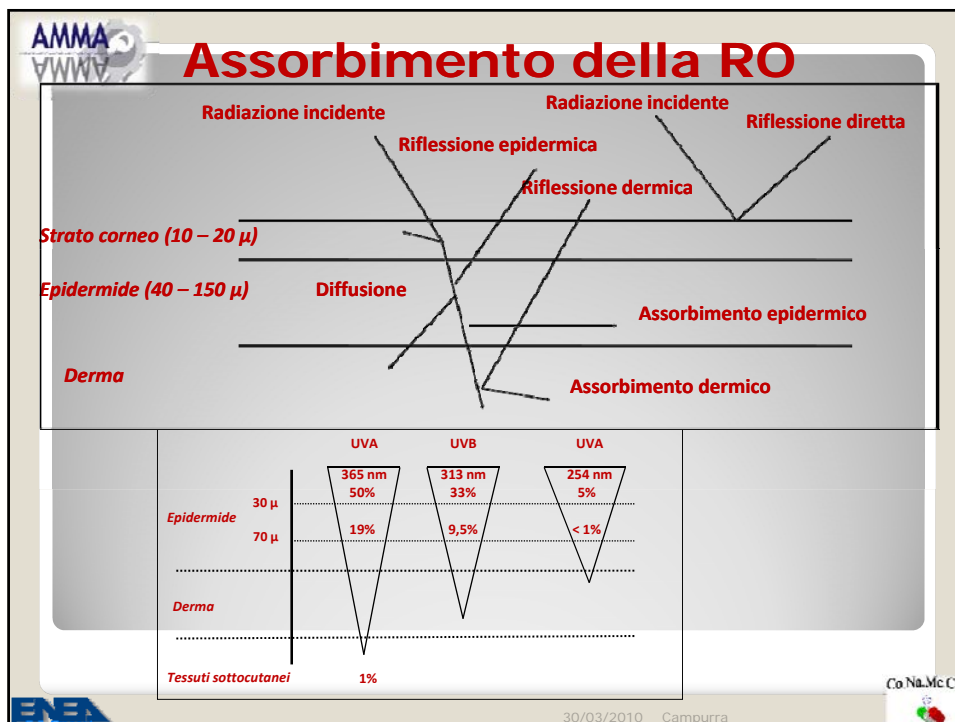 AMMA
Assorbimento della RO
Radiazione incidente
Radiazione incidente
Riflessione diretta
Riflessione epidermica
Riflessione dermica
Strato corneo (10 – 20 μ)
Epidermide (40 – 150 μ)
Diffusione
Assorbimento epidermico
Derma
Assorbimento dermico
UVA UVB UVA
365 nm 313 nm 254 nm
50% 33% 5%
30 μ
Epidermide
19% 9,5% < 1%
70 μ
Derma
Tessuti sottocutanei 1%
Co.Na.Me.C
ENEA
30/03/2010 Campurra